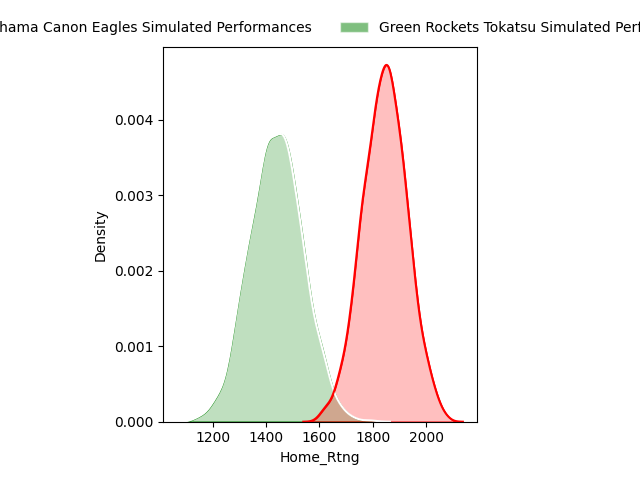 hama Canon Eagles Simulated Performances
Green Rockets Tokatsu Simulated Perf
0.004
0.003
0.002
0.001
0.000
Density
1200 1400 1600 1800 2000
Home_Rtng